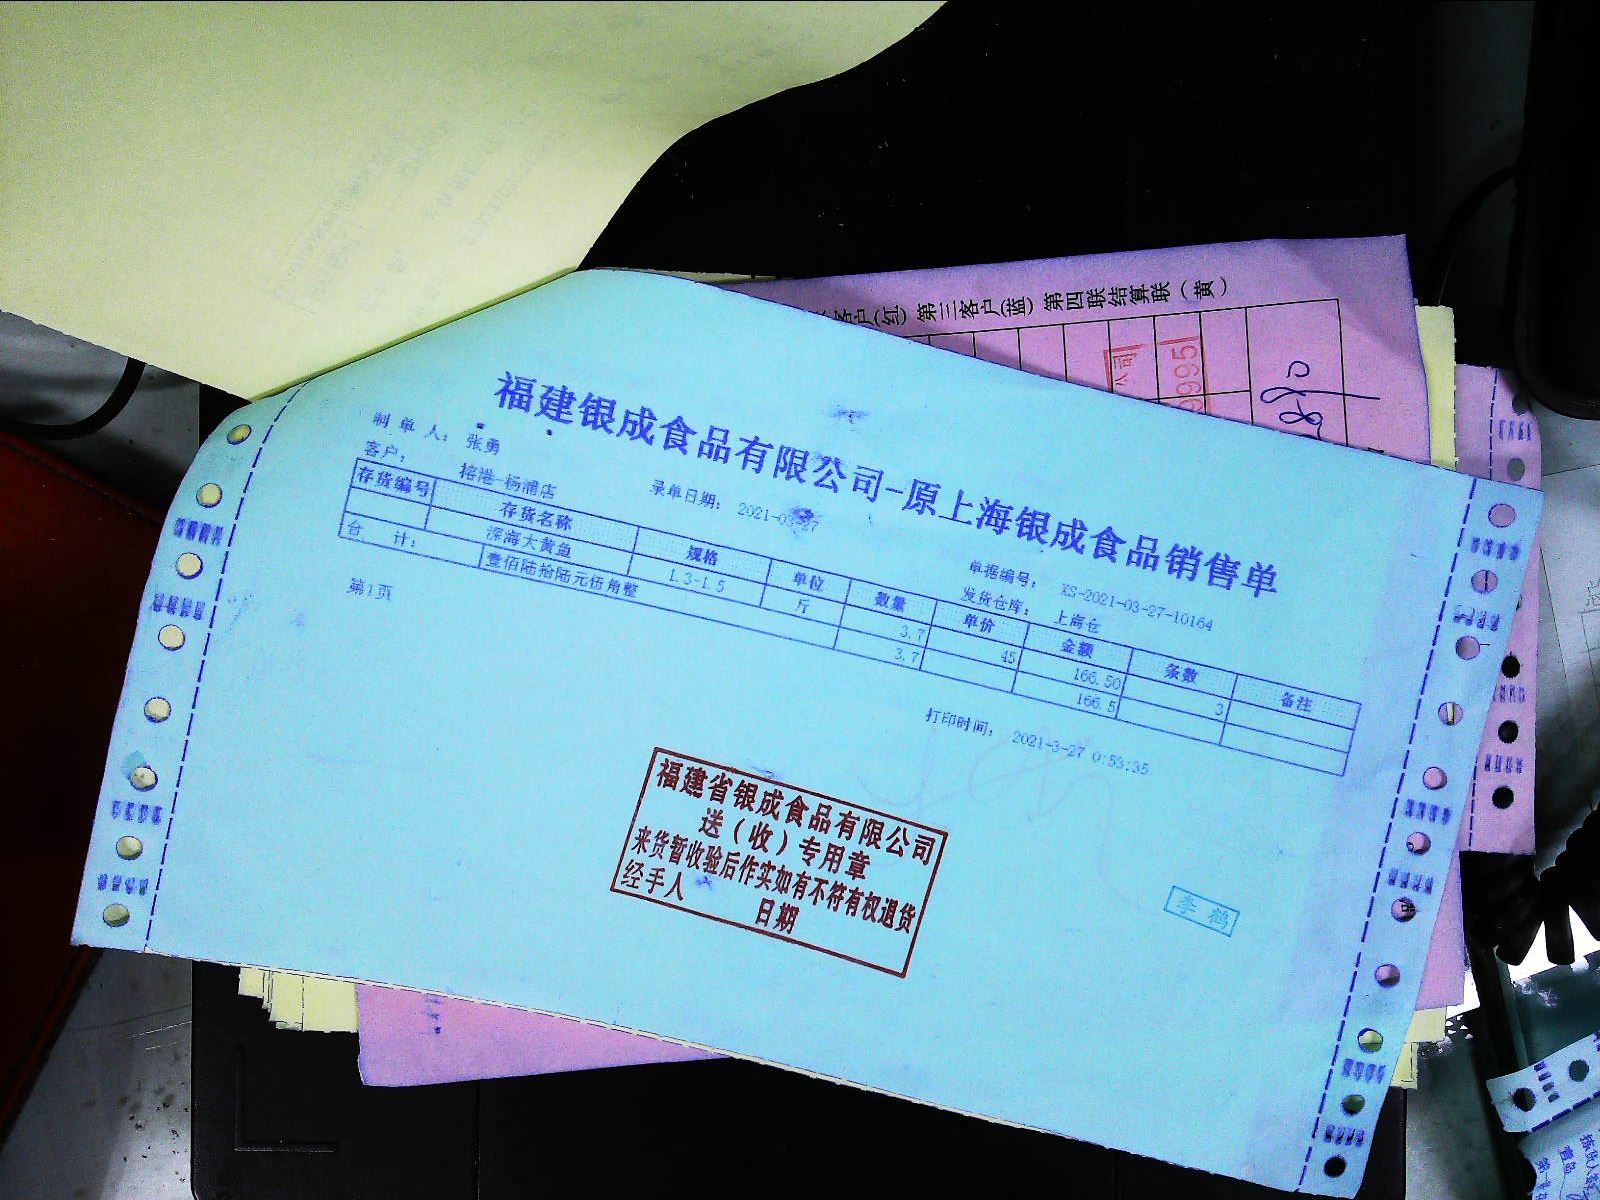 客户(红) 第三客户(蓝) 第四联结算联(黄)
公司
9995
福建银成食品有限公司-原上海银成食品销售单
制单人: 张勇
客户: 榕港-杨浦店
录单日期: 2021-03-27
单据编号: XS-2021-03-27-10164
发货仓库: 上海仓
存货编号 存货名称 规格 单位 数量 单价 金额 条数 备注
深海大黄鱼 1.3-1.5 斤 3.7 45 166.50 3
合计: 壹佰陆拾陆元伍角整 3.7 166.5
第1页
打印时间: 2021-3-27 0:53:35
福建省银成食品有限公司
送(收)专用章
来货暂收验后作实如有不符有权退货
经手人 日期
李鹤